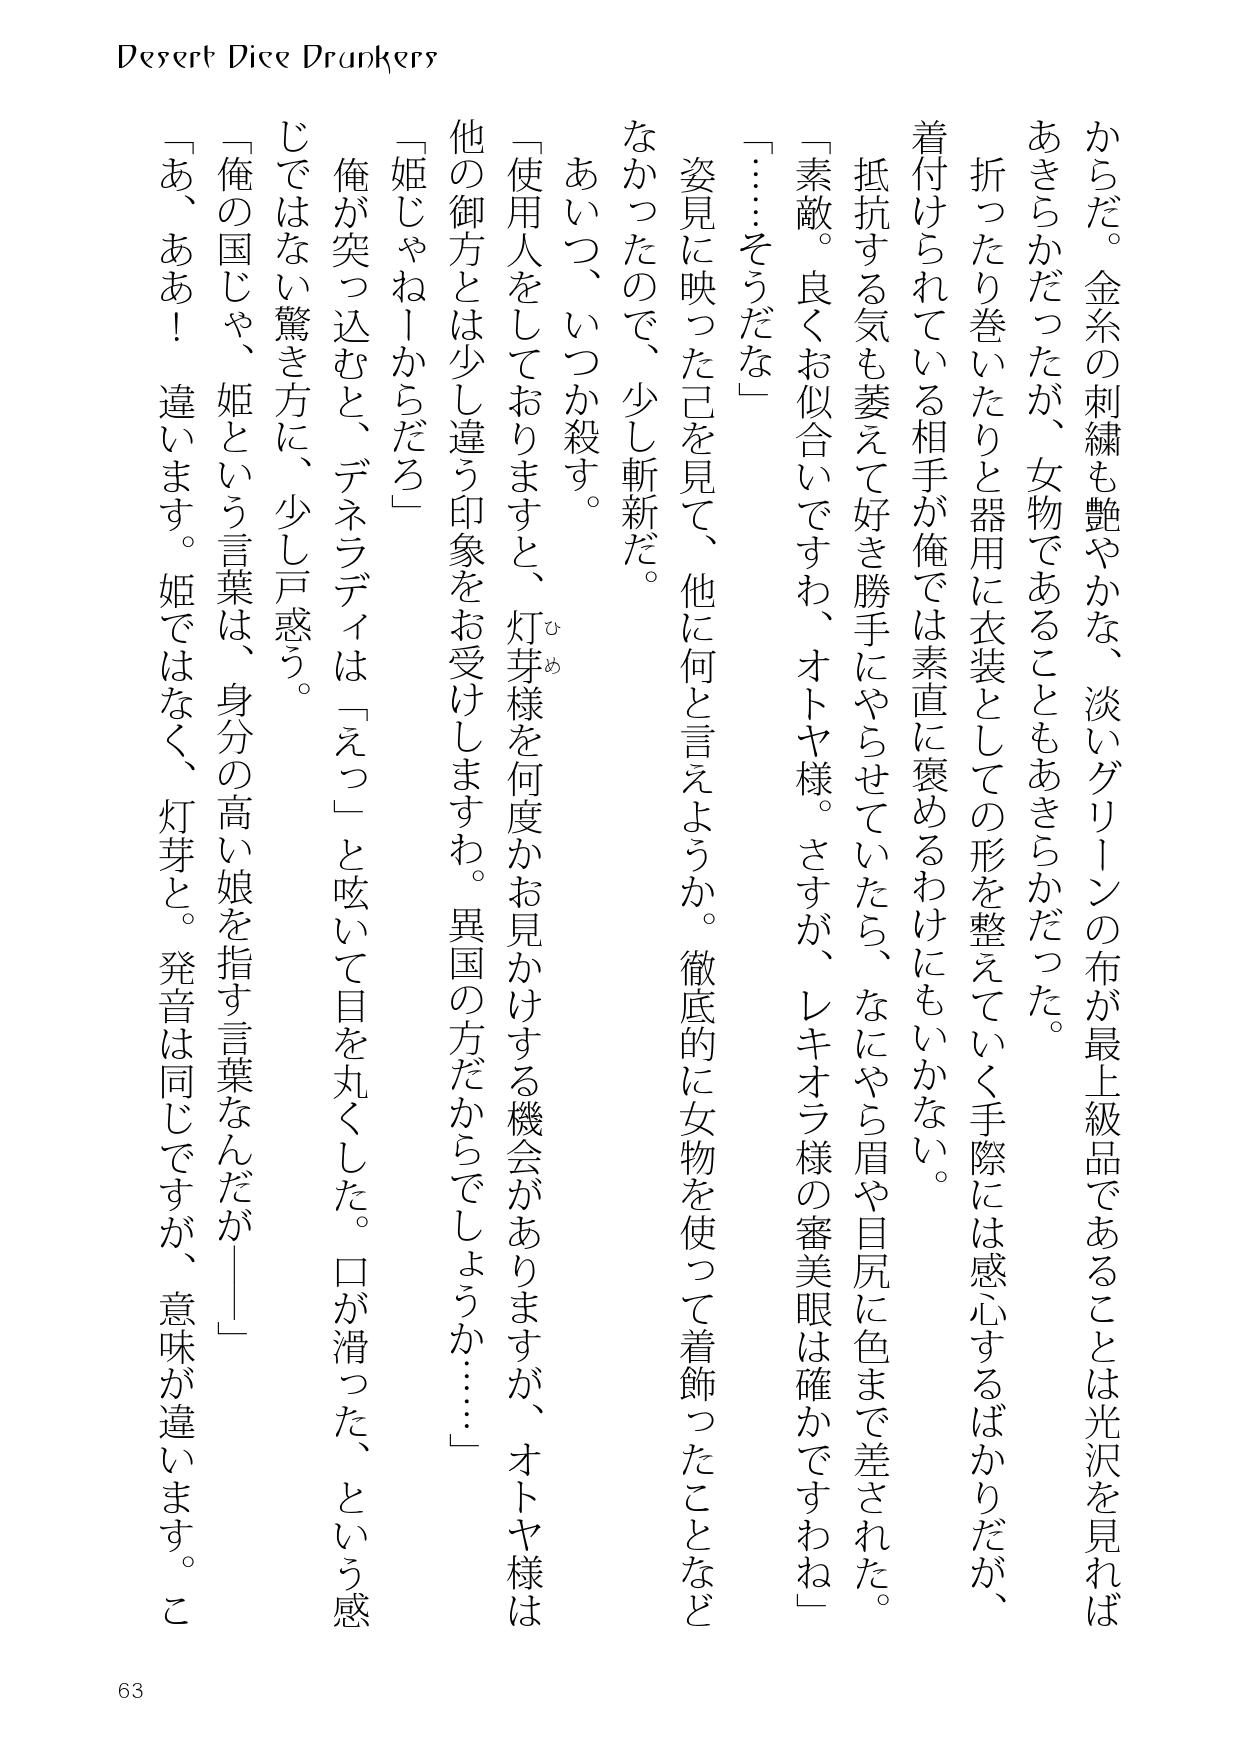 Desert Dice Drunkers
からだ。金糸の刺繍も艶やかな、淡いグリーンの布が最上級品であることは光沢を見れば
あきらかだったが、女物であることもあきらかだった。
　折ったり巻いたりと器用に衣装としての形を整えていく手際には感心するばかりだが、
着付けられている相手が俺では素直に褒めるわけにもいかない。
　抵抗する気も萎えて好き勝手にやらせていたら、なにやら眉や目尻に色まで差された。
「素敵。良くお似合いですわ、オトヤ様。さすが、レキオラ様の審美眼は確かですわね」
「……そうだな」
　姿見に映った己を見て、他に何と言えようか。徹底的に女物を使って着飾ったことなど
なかったので、少し斬新だ。
　あいつ、いつか殺す。
「使用人をしておりますと、灯芽様を何度かお見かけする機会がありますが、オトヤ様は
ひめ
他の御方とは少し違う印象をお受けしますわ。異国の方だからでしょうか……」
「姫じゃねーからだろ」
　俺が突っ込むと、デネラディは「えっ」と呟いて目を丸くした。口が滑った、という感
じではない驚き方に、少し戸惑う。
「俺の国じゃ、姫という言葉は、身分の高い娘を指す言葉なんだが――」
「あ、ああ！　違います。姫ではなく、灯芽と。発音は同じですが、意味が違います。こ
63